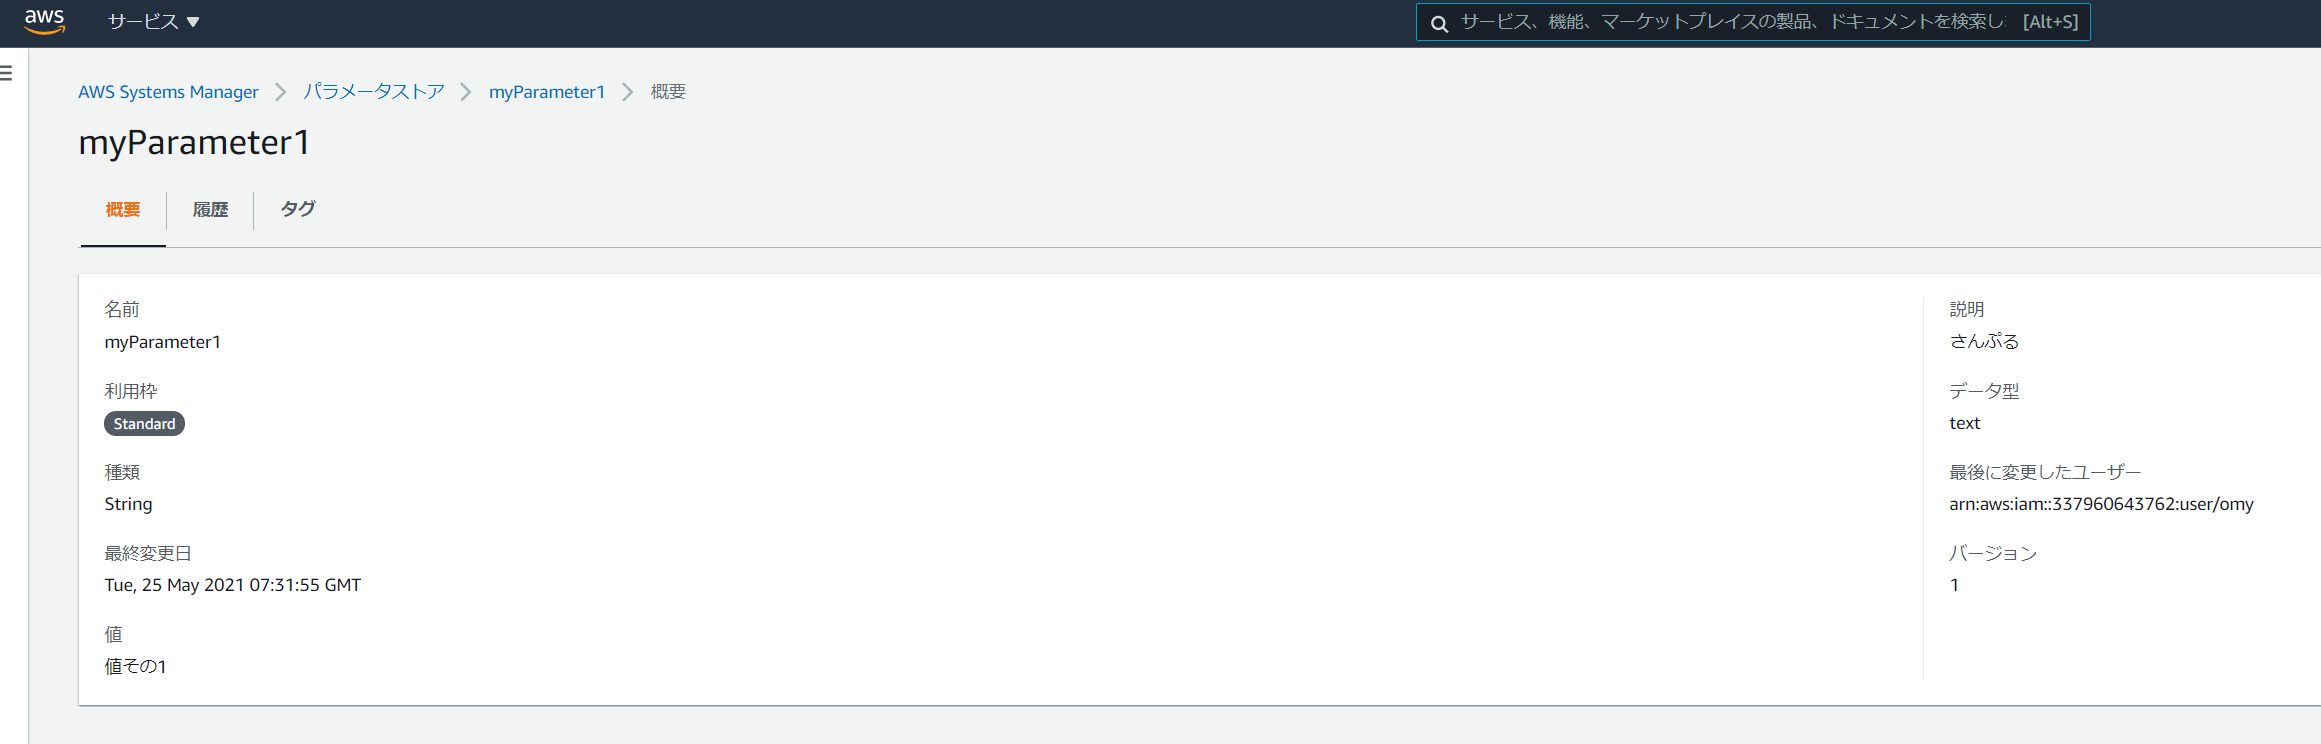 aws サービス ▼ サービス、機能、マーケットプレイスの製品、ドキュメントを検索し [Alt+S]
AWS Systems Manager > パラメータストア > myParameter1 > 概要
myParameter1
概要 履歴 タグ
名前
myParameter1
利用枠
Standard
種類
String
最終変更日
Tue, 25 May 2021 07:31:55 GMT
値
値その1
説明
さんぷる
データ型
text
最後に変更したユーザー
arn:aws:iam::337960643762:user/omy
バージョン
1